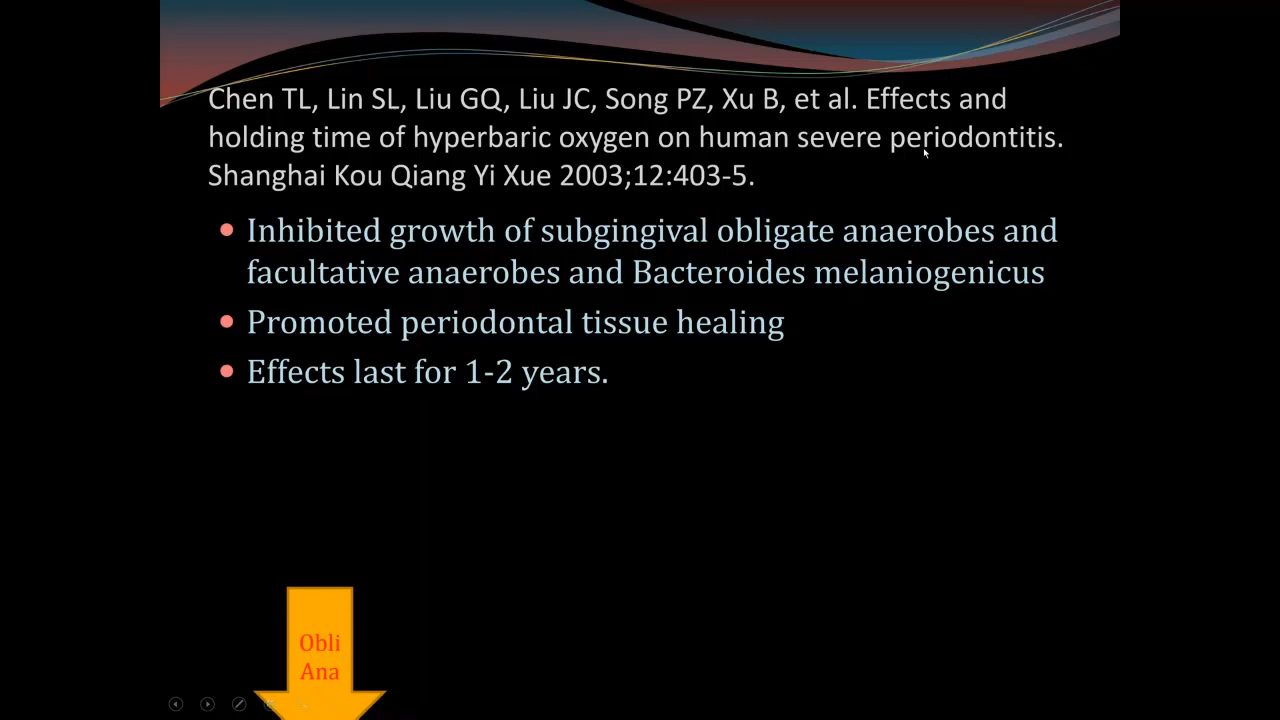 Chen TL, Lin SL, Liu GQ, Liu JC, Song PZ, Xu B, et al. Effects and
holding time of hyperbaric oxygen on human severe periodontitis.
Shanghai Kou Qiang Yi Xue 2003;12:403-5.
Inhibited growth of subgingival obligate anaerobes and
facultative anaerobes and Bacteroides melaniogenicus
Promoted periodontal tissue healing
Effects last for 1-2 years.
Obli
Ana